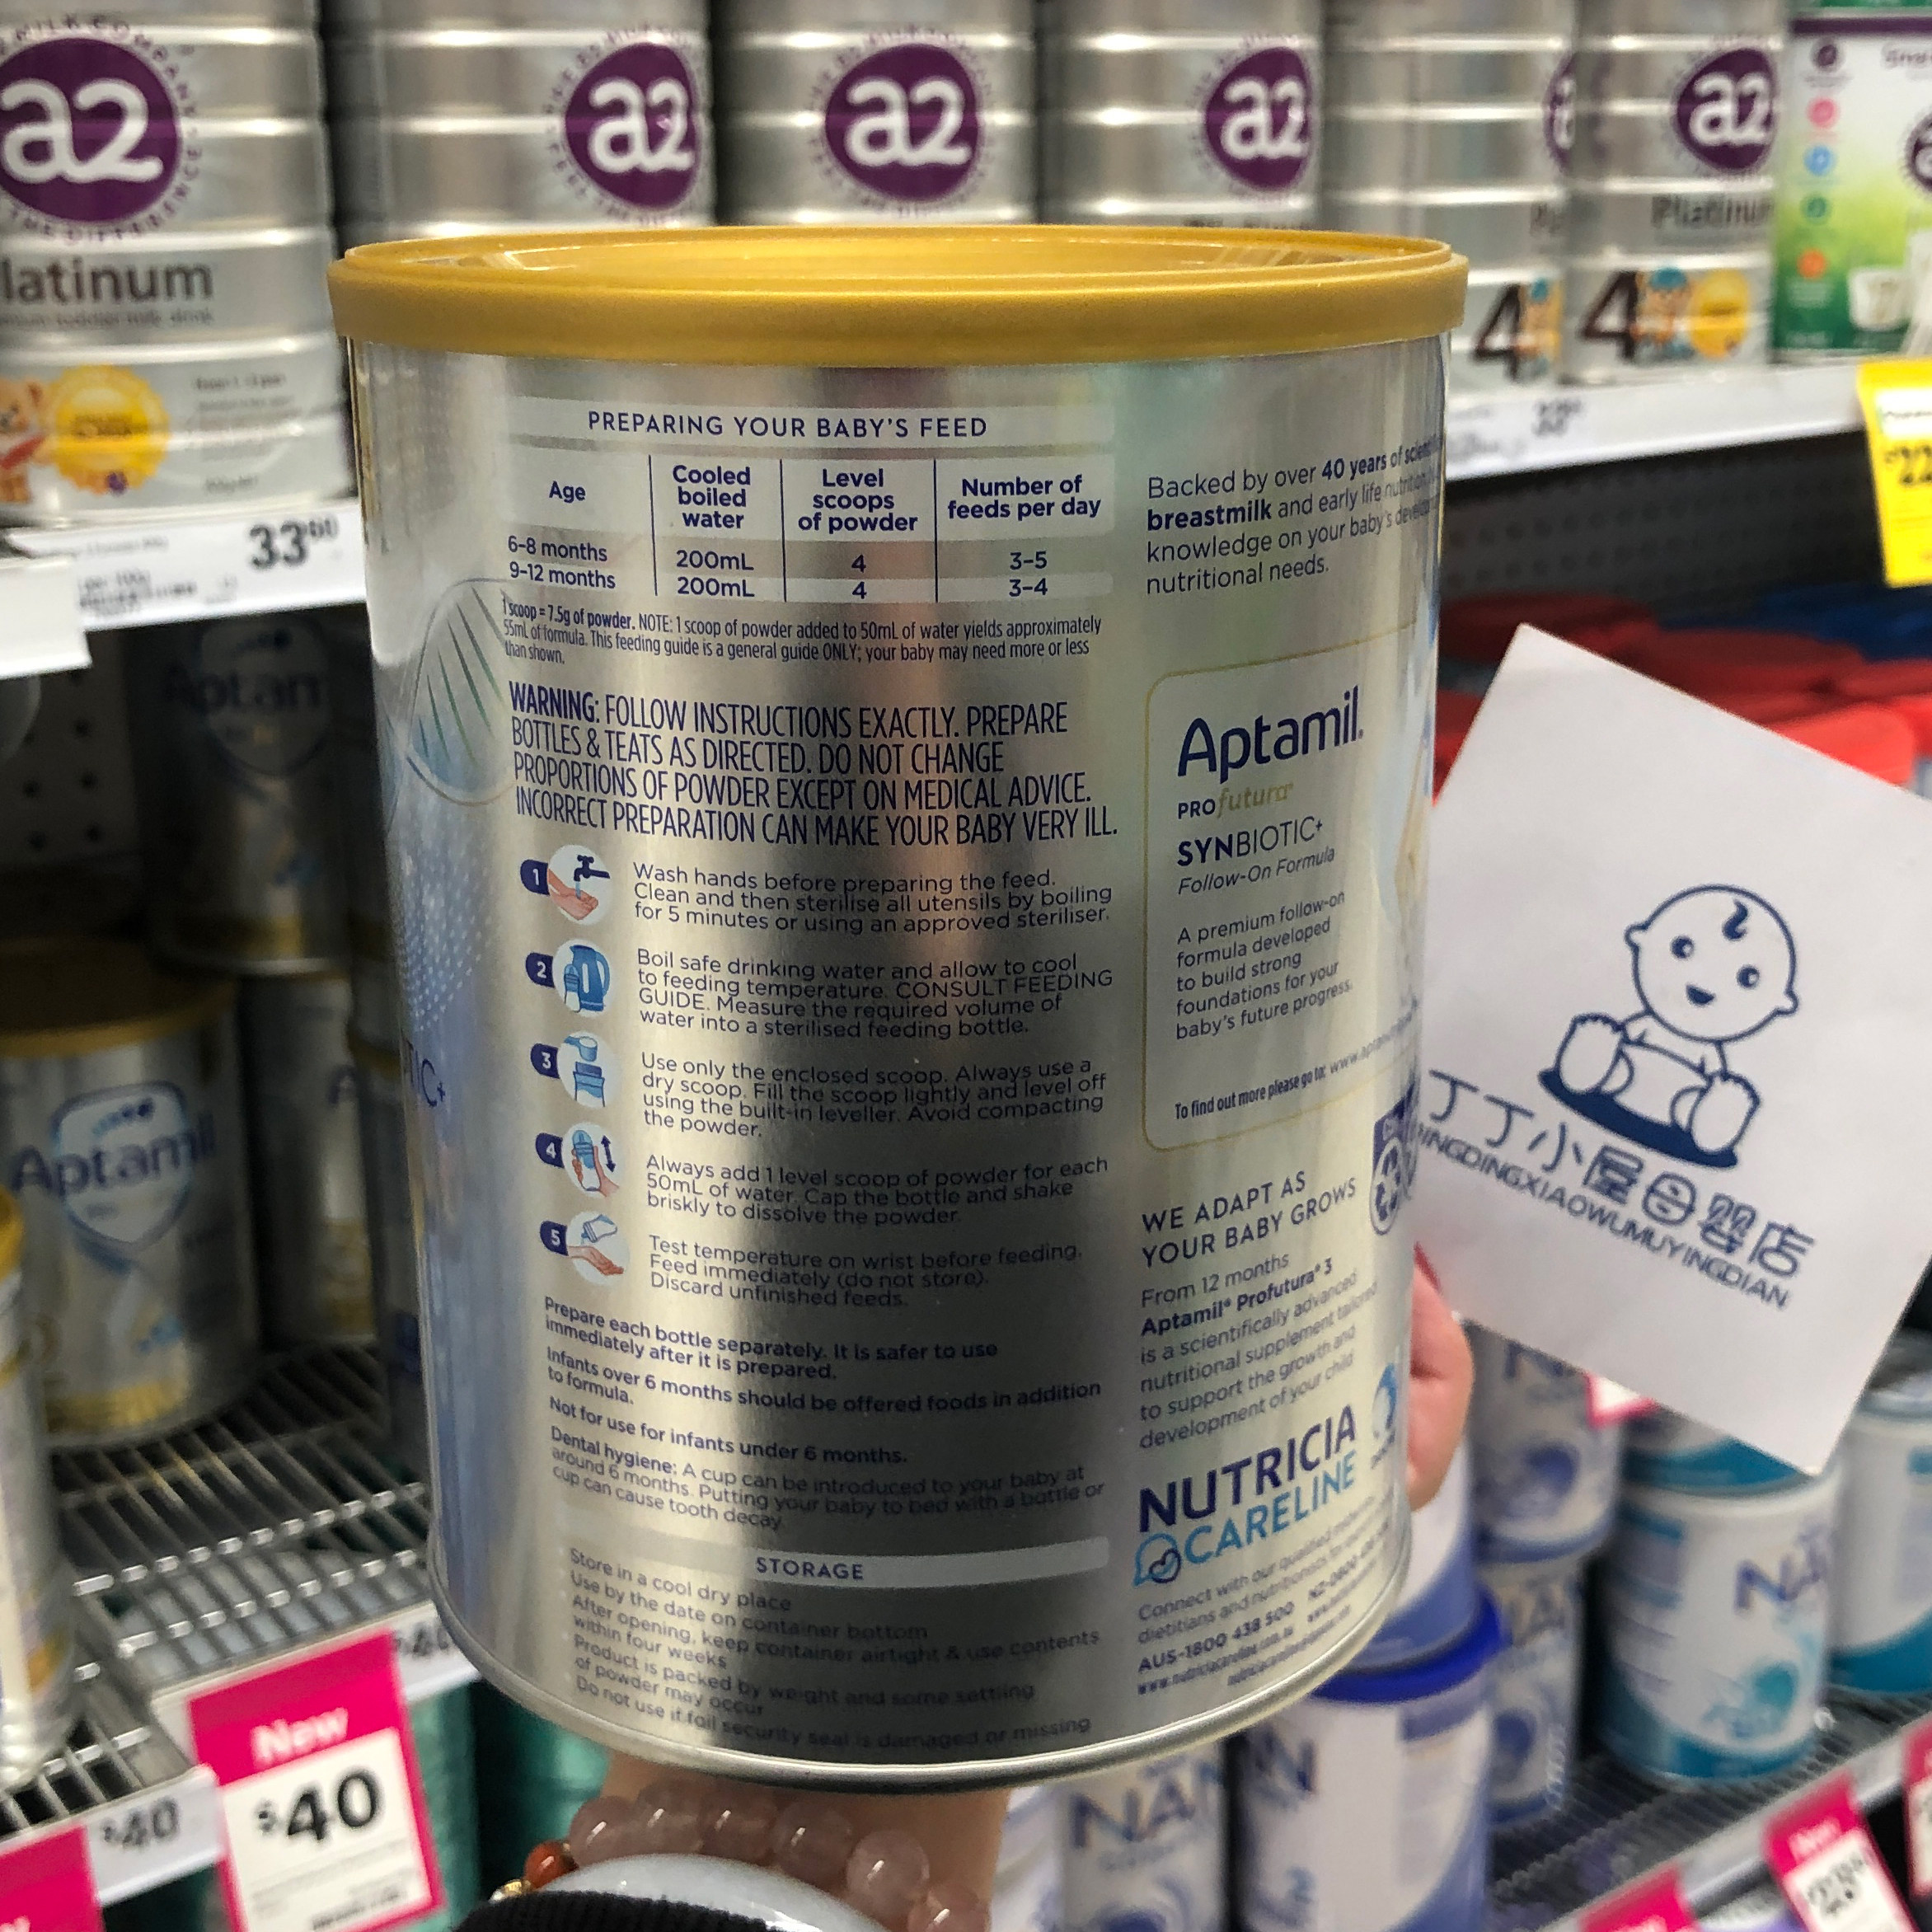 a2
a2
a2
a2
a2
latinum
THE DIFFERENCE
Platinum
4
4
33
PREPARING YOUR BABY'S FEED
Age
Cooled boiled water
Level scoops of powder
Number of feeds per day
6-8 months 200mL 4 3-5
9-12 months 200mL 4 3-4
1 scoop = 7.5g of powder. NOTE: 1 scoop of powder added to 50mL of water yields approximately
55mL of formula. This feeding guide is a general guide ONLY; your baby may need more or less
than shown.
WARNING: FOLLOW INSTRUCTIONS EXACTLY. PREPARE
BOTTLES & TEATS AS DIRECTED. DO NOT CHANGE
PROPORTIONS OF POWDER EXCEPT ON MEDICAL ADVICE.
INCORRECT PREPARATION CAN MAKE YOUR BABY VERY ILL.
1
Wash hands before preparing the feed.
Clean and then sterilise all utensils by boiling
for 5 minutes or using an approved steriliser.
2
Boil safe drinking water and allow to cool
to feeding temperature. CONSULT FEEDING
GUIDE. Measure the required volume of
water into a sterilised feeding bottle.
3
Use only the enclosed scoop. Always use a
dry scoop. Fill the scoop lightly and level off
using the built-in leveller. Avoid compacting
the powder.
4
Always add 1 level scoop of powder for each
50mL of water. Cap the bottle and shake
briskly to dissolve the powder.
5
Test temperature on wrist before feeding.
Feed immediately (do not store).
Discard unfinished feeds.
Prepare each bottle separately. It is safer to use
immediately after it is prepared.
Infants over 6 months should be offered foods in addition
to formula.
Not for use for infants under 6 months.
Dental hygiene: A cup can be introduced to your baby at
around 6 months. Putting your baby to bed with a bottle or
cup can cause tooth decay.
STORAGE
Store in a cool dry place
Use by the date on container bottom
After opening, keep container airtight & use contents
within four weeks
Product is packed by weight and some settling
of powder may occur
Do not use if foil security seal is damaged or missing
Backed by over 40 years of
breastmilk and early life
knowledge on your baby's
nutritional needs.
Aptamil
PROfutura
SYNBIOTIC+
Follow-On Formula
A premium follow-on
formula developed
to build strong
foundations for your
baby's future progress.
To find out more please go to:
WE ADAPT AS
YOUR BABY GROWS
From 12 months
Aptamil® Profutura® 3
is a scientifically advanced
nutritional supplement tailored
to support the growth and
development of your child
NUTRICIA
CARELINE
Connect with our qualified
dietitians and nutritionists
AUS-1800 438 500
丁丁小屋母婴店
DINGDINGXIAOWUMUYINGDIAN
Aptamil
New
$40
$40
NAN
NAN